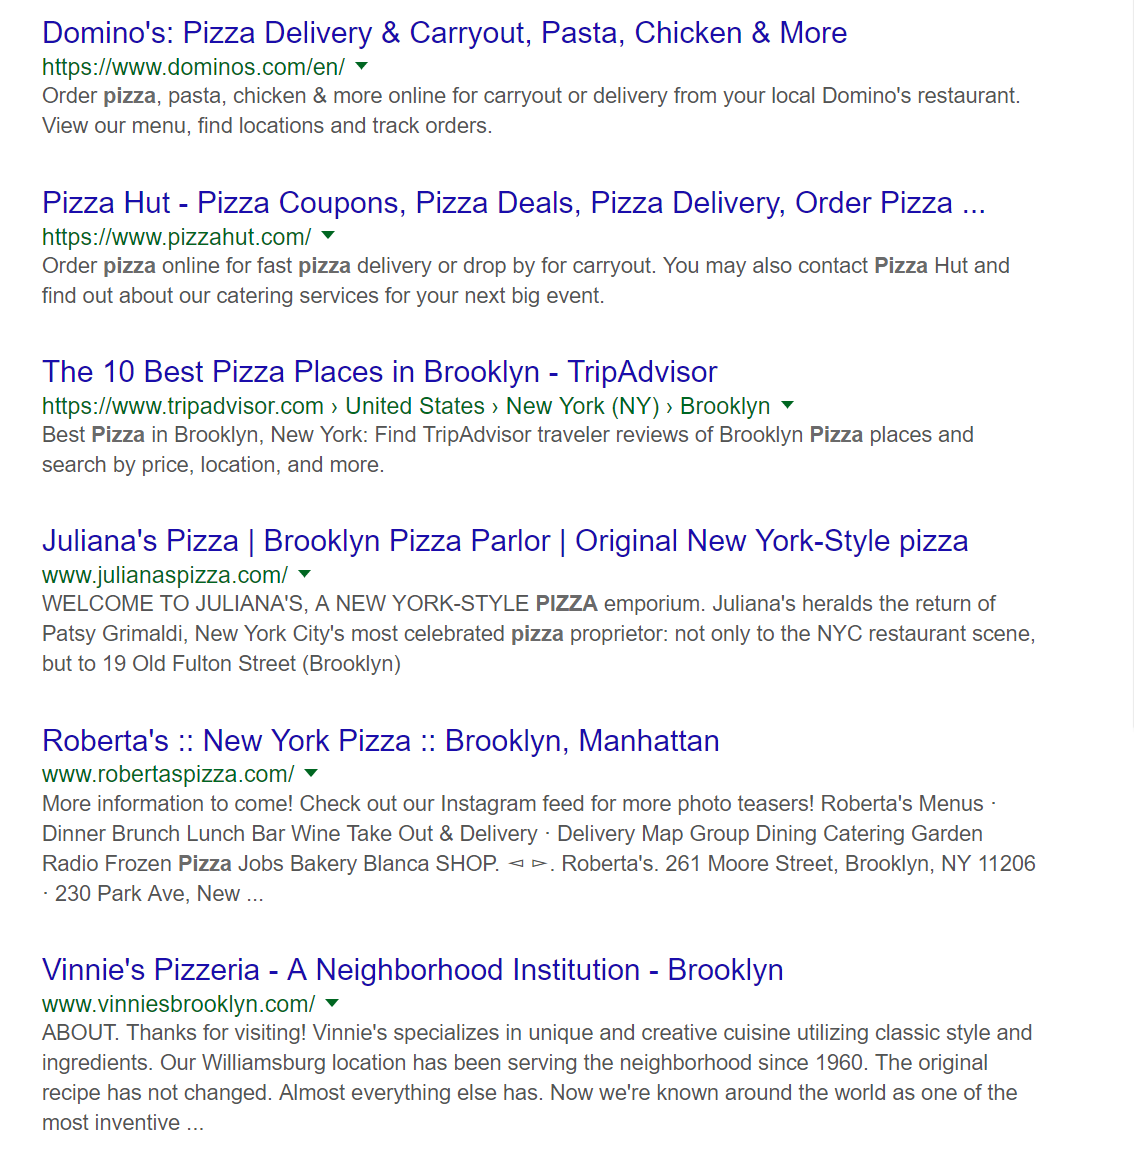 Domino's: Pizza Delivery & Carryout, Pasta, Chicken & More
https://www.dominos.com/en/
Order pizza, pasta, chicken & more online for carryout or delivery from your local Domino's restaurant.
View our menu, find locations and track orders.
Pizza Hut - Pizza Coupons, Pizza Deals, Pizza Delivery, Order Pizza ...
https://www.pizzahut.com/
Order pizza online for fast pizza delivery or drop by for carryout. You may also contact Pizza Hut and
find out about our catering services for your next big event.
The 10 Best Pizza Places in Brooklyn - TripAdvisor
https://www.tripadvisor.com › United States › New York (NY) › Brooklyn
Best Pizza in Brooklyn, New York: Find TripAdvisor traveler reviews of Brooklyn Pizza places and
search by price, location, and more.
Juliana's Pizza | Brooklyn Pizza Parlor | Original New York-Style pizza
www.julianaspizza.com/
WELCOME TO JULIANA'S, A NEW YORK-STYLE PIZZA emporium. Juliana's heralds the return of
Patsy Grimaldi, New York City's most celebrated pizza proprietor: not only to the NYC restaurant scene,
but to 19 Old Fulton Street (Brooklyn)
Roberta's :: New York Pizza :: Brooklyn, Manhattan
www.robertaspizza.com/
More information to come! Check out our Instagram feed for more photo teasers! Roberta's Menus ·
Dinner Brunch Lunch Bar Wine Take Out & Delivery · Delivery Map Group Dining Catering Garden
Radio Frozen Pizza Jobs Bakery Blanca SHOP. ◅ ▻. Roberta's. 261 Moore Street, Brooklyn, NY 11206
· 230 Park Ave, New ...
Vinnie's Pizzeria - A Neighborhood Institution - Brooklyn
www.vinniesbrooklyn.com/
ABOUT. Thanks for visiting! Vinnie's specializes in unique and creative cuisine utilizing classic style and
ingredients. Our Williamsburg location has been serving the neighborhood since 1960. The original
recipe has not changed. Almost everything else has. Now we're known around the world as one of the
most inventive ...